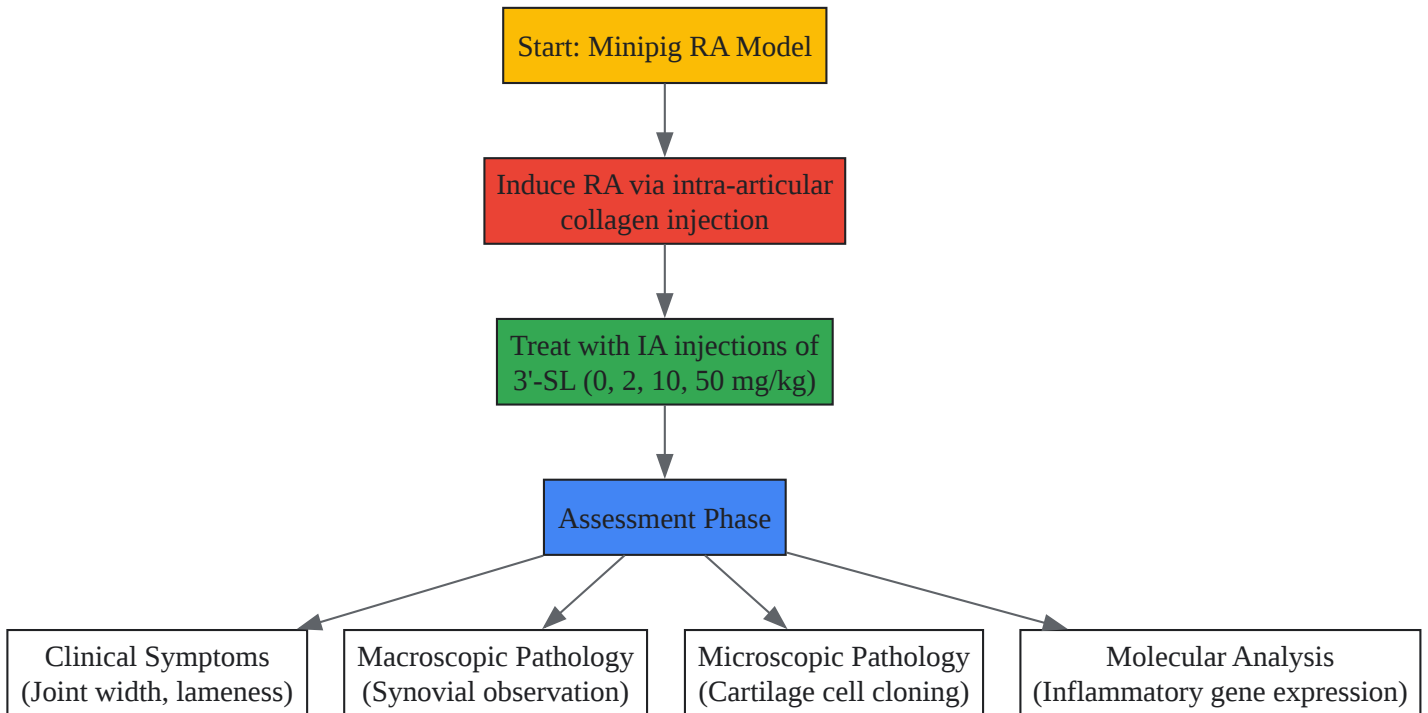 Start: Minipig RA Model
Induce RA via intra-articular
collagen injection
Treat with IA injections of
3'-SL (0, 2, 10, 50 mg/kg)
Assessment Phase
Clinical Symptoms
(Joint width, lameness)
Macroscopic Pathology
(Synovial observation)
Microscopic Pathology
(Cartilage cell cloning)
Molecular Analysis
(Inflammatory gene expression)